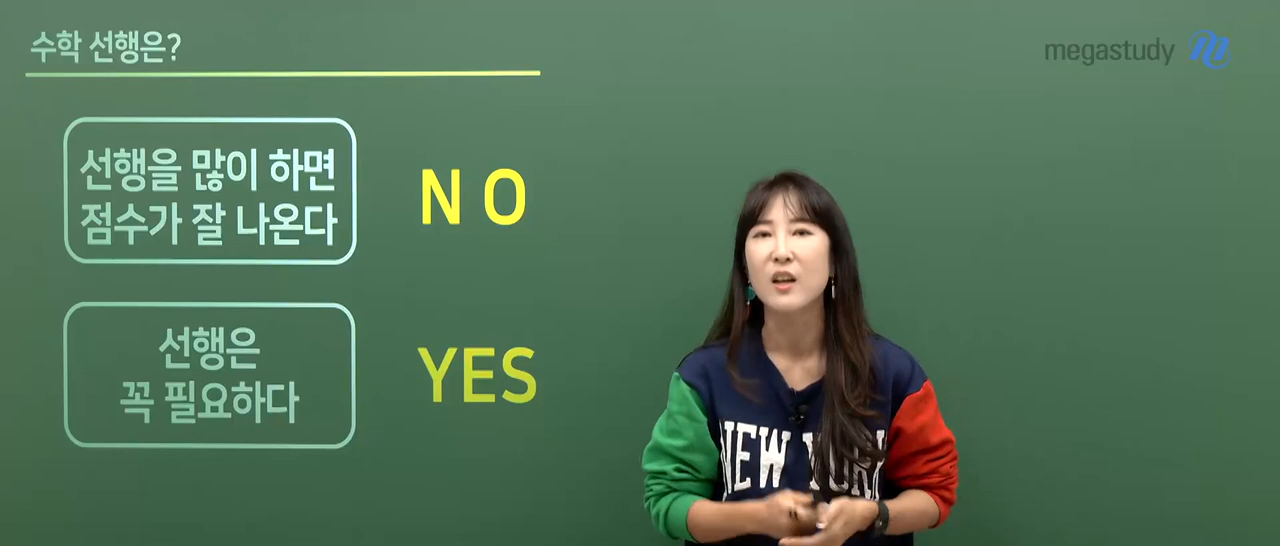 수학 선행은?
megastudy
선행을 많이 하면
점수가 잘 나온다
NO
선행은
꼭 필요하다
YES
NEW YORK